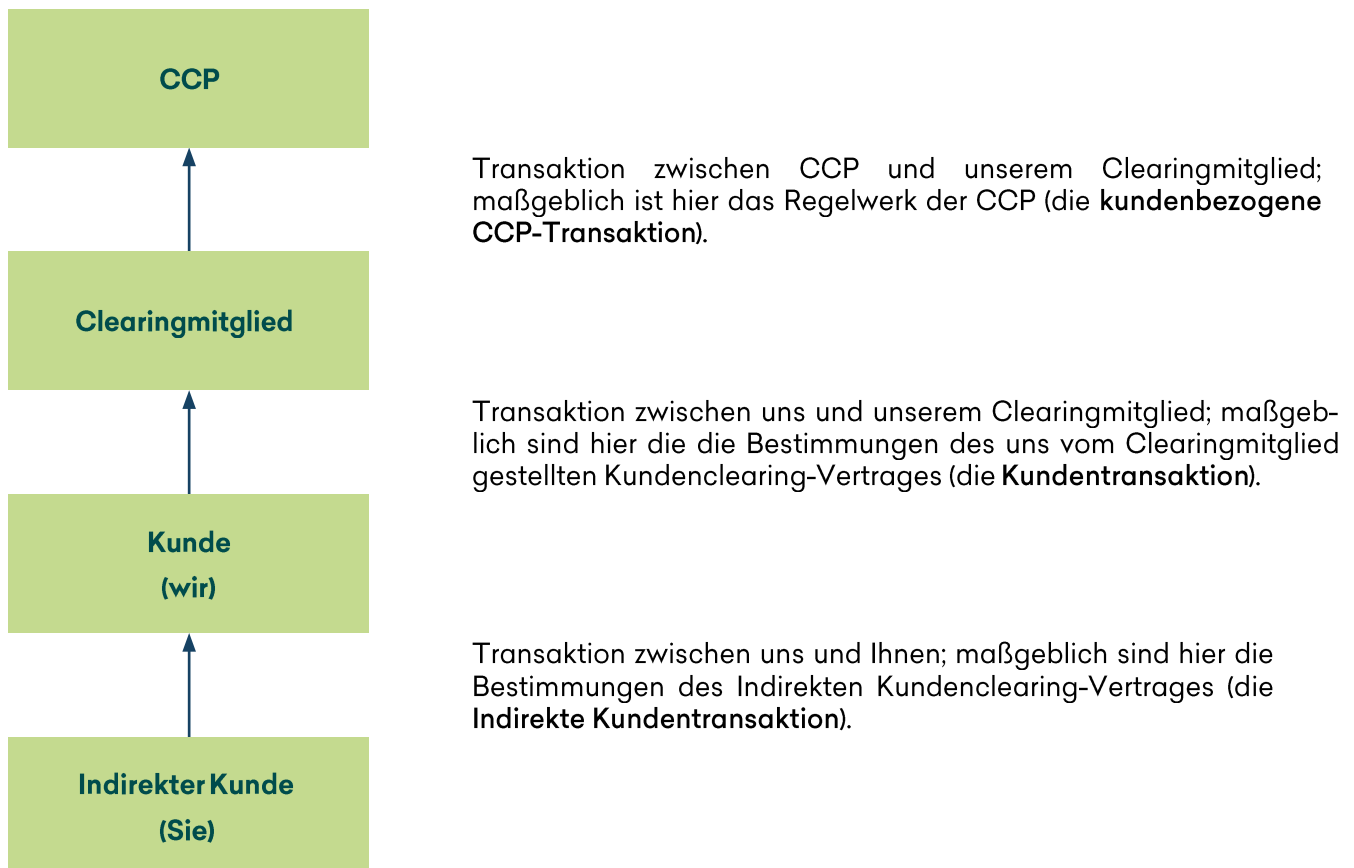 CCP
Transaktion zwischen CCP und unserem Clearingmitglied;
maßgeblich ist hier das Regelwerk der CCP (die kundenbezogene
CCP-Transaktion).
Clearingmitglied
Transaktion zwischen uns und unserem Clearingmitglied; maßgeb-
lich sind hier die die Bestimmungen des uns vom Clearingmitglied
gestellten Kundenclearing-Vertrages (die Kundentransaktion).
Kunde
(wir)
Transaktion zwischen uns und Ihnen; maßgeblich sind hier die
Bestimmungen des Indirekten Kundenclearing-Vertrages (die
Indirekte Kundentransaktion).
Indirekter Kunde
(Sie)